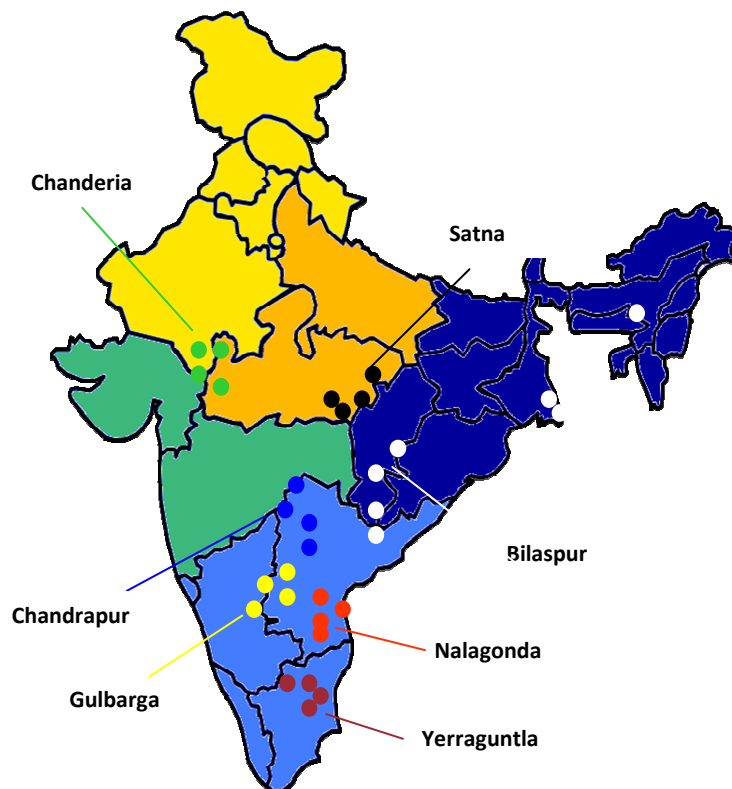 Chanderia
Satna
Bilaspur
Chandrapur
Nalagonda
Gulbarga
Yerraguntla